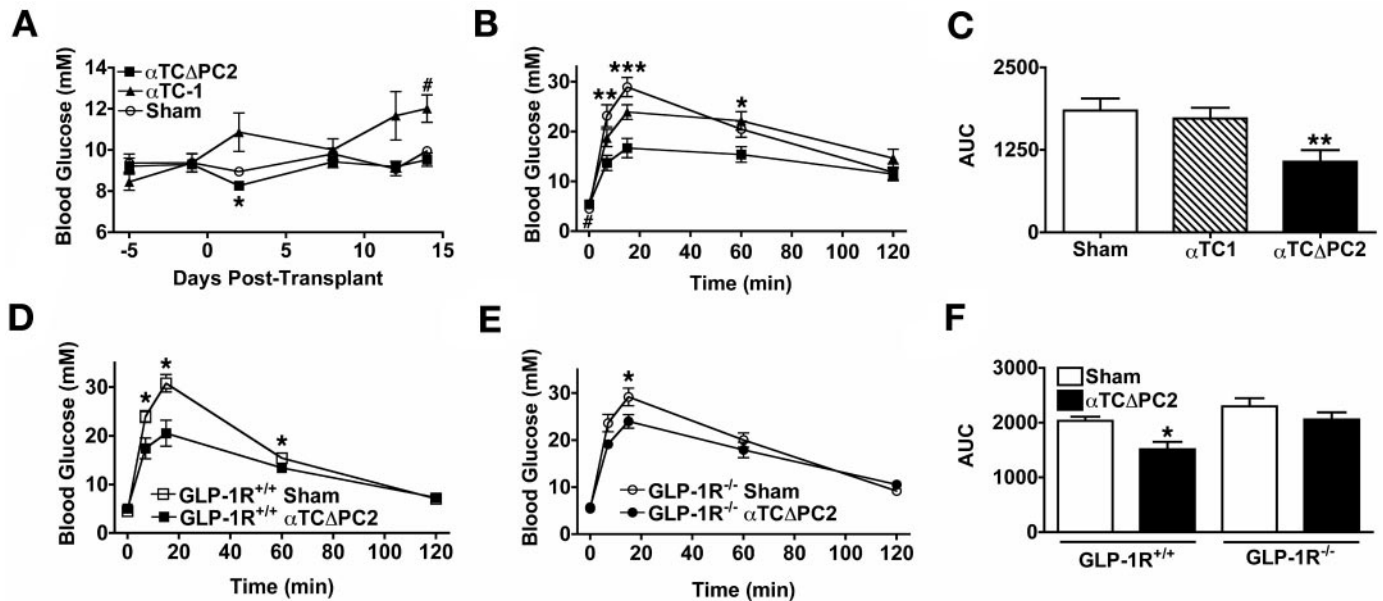 A
Blood Glucose (mM)
14
12
10
8
6
αTCΔPC2
αTC-1
Sham
#
*
-5
0
5
10
15
Days Post-Transplant
B
Blood Glucose (mM)
30
20
10
0
**
***
*
#
0
20
40
60
80
100
120
Time (min)
C
AUC
2500
1250
0
**
Sham
αTC1
αTCΔPC2
D
Blood Glucose (mM)
30
20
10
0
*
*
*
GLP-1R+/+ Sham
GLP-1R+/+ αTCΔPC2
0
20
40
60
80
100
120
Time (min)
E
Blood Glucose (mM)
30
20
10
0
*
GLP-1R-/- Sham
GLP-1R-/- αTCΔPC2
0
20
40
60
80
100
120
Time (min)
F
AUC
3000
2000
1000
0
Sham
αTCΔPC2
*
GLP-1R+/+
GLP-1R-/-